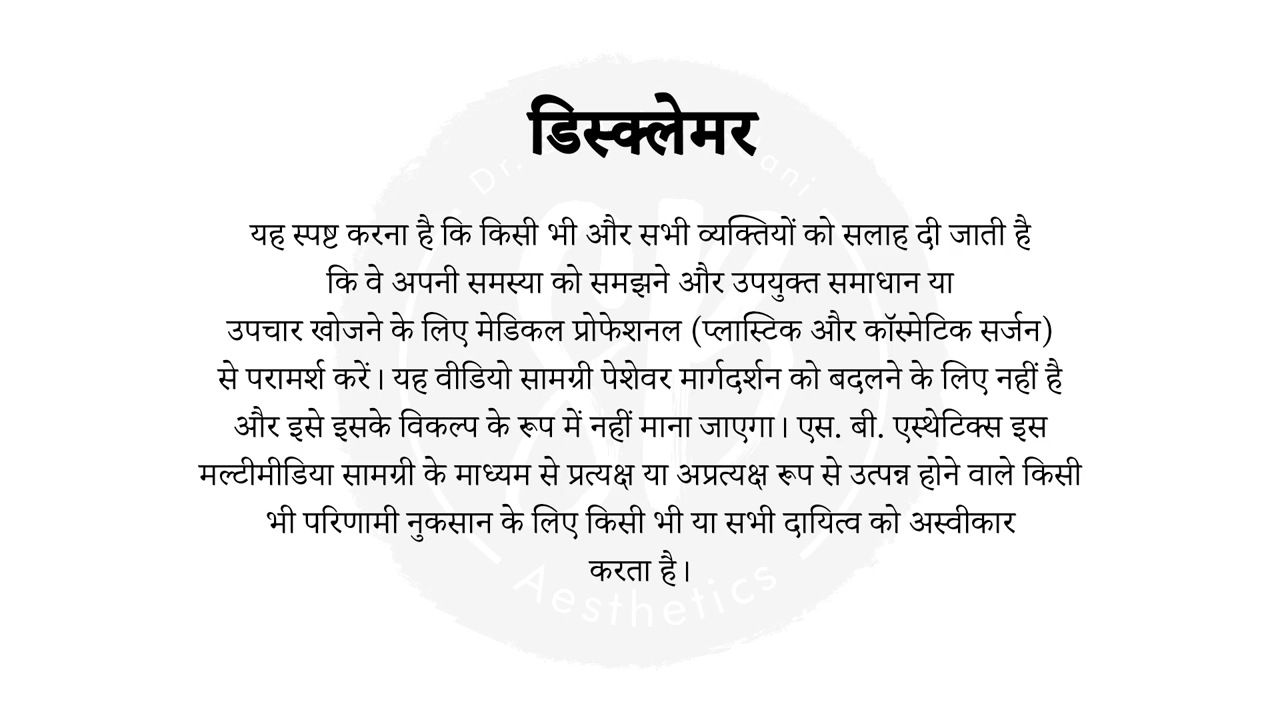 डिस्क्लेमर
यह स्पष्ट करना है कि किसी भी और सभी व्यक्तियों को सलाह दी जाती है
कि वे अपनी समस्या को समझने और उपयुक्त समाधान या
उपचार खोजने के लिए मेडिकल प्रोफेशनल (प्लास्टिक और कॉस्मेटिक सर्जन)
से परामर्श करें। यह वीडियो सामग्री पेशेवर मार्गदर्शन को बदलने के लिए नहीं है
और इसे इसके विकल्प के रूप में नहीं माना जाएगा। एस. बी. एस्थेटिक्स इस
मल्टीमीडिया सामग्री के माध्यम से प्रत्यक्ष या अप्रत्यक्ष रूप से उत्पन्न होने वाले किसी
भी परिणामी नुकसान के लिए किसी भी या सभी दायित्व को अस्वीकार
करता है।
Dr.
Aesthetics